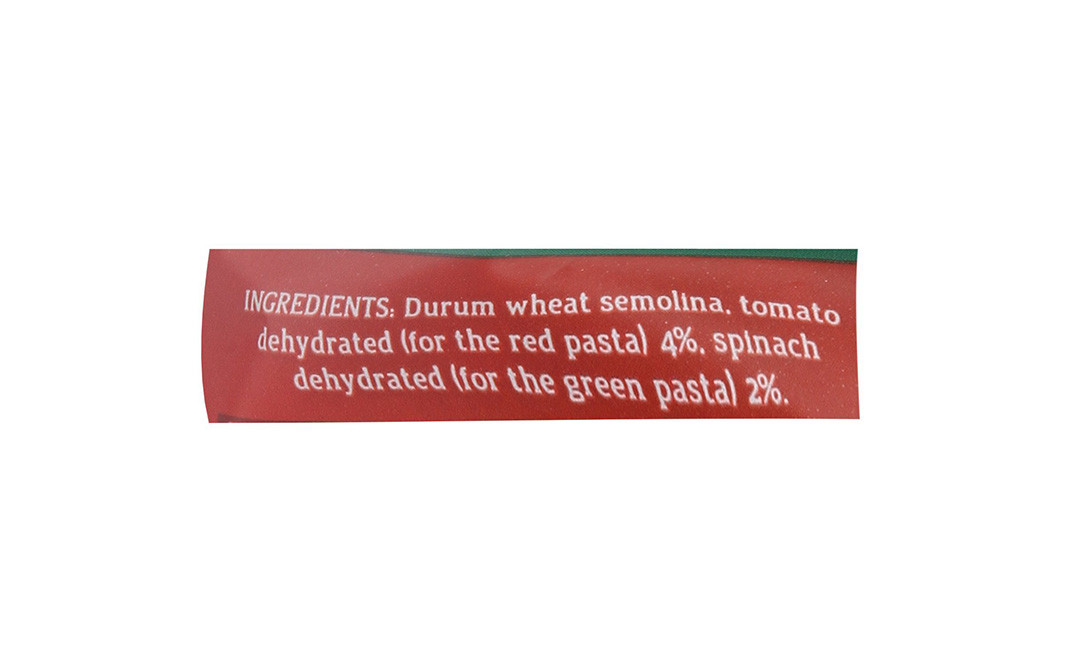 INGREDIENTS: Durum wheat semolina, tomato
dehydrated (for the red pasta) 4%, spinach
dehydrated (for the green pasta) 2%.